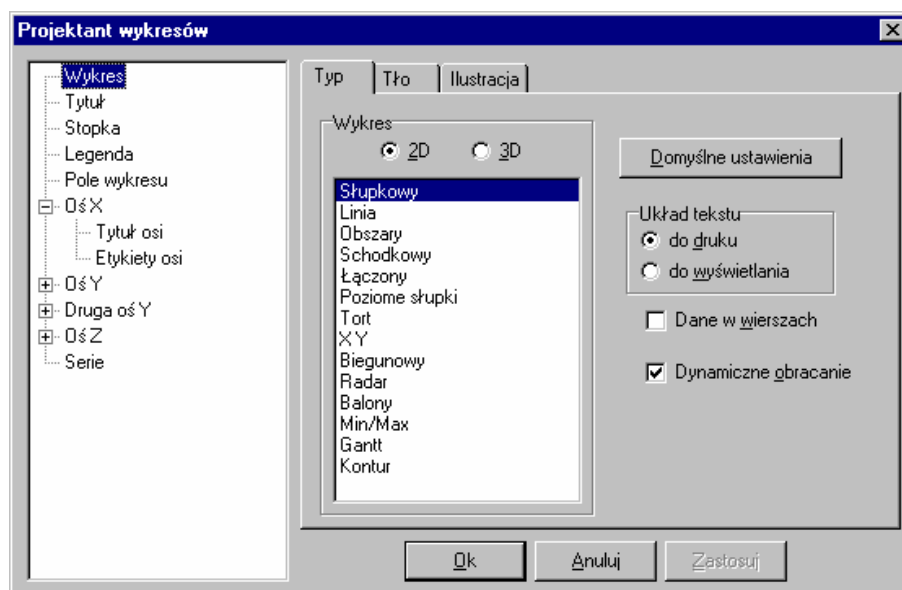 Projektant wykresów
Wykres
Tytuł
Stopka
Legenda
Pole wykresu
Oś X
Tytuł osi
Etykiety osi
Oś Y
Druga oś Y
Oś Z
Serie
Typ Tło Ilustracja
Wykres
2D 3D
Słupkowy
Linia
Obszary
Schodkowy
Łączony
Poziome słupki
Tort
X Y
Biegunowy
Radar
Balony
Min/Max
Gantt
Kontur
Domyślne ustawienia
Układ tekstu
do druku
do wyświetlania
Dane w wierszach
Dynamiczne obracanie
Ok Anuluj Zastosuj